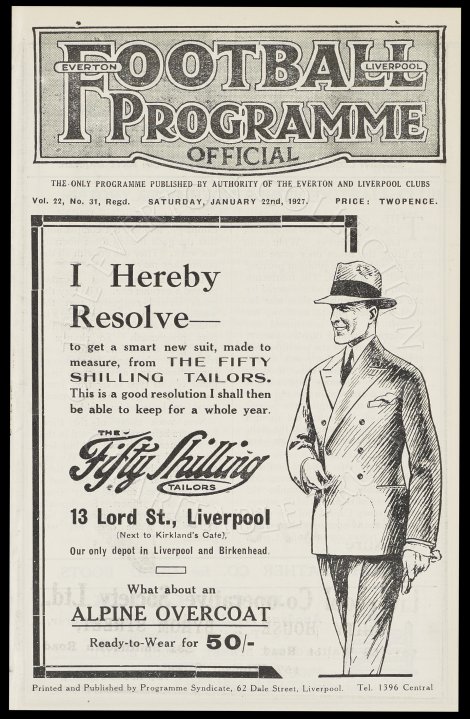 FOOTBALL
EVERTON LIVERPOOL
PROGRAMME
OFFICIAL
THE ONLY PROGRAMME PUBLISHED BY AUTHORITY OF THE EVERTON AND LIVERPOOL CLUBS
Vol. 22, No. 31, Regd. SATURDAY, JANUARY 22nd, 1927. PRICE: TWOPENCE.
I Hereby
Resolve—
to get a smart new suit, made to
measure, from THE FIFTY
SHILLING TAILORS.
This is a good resolution I shall then
be able to keep for a whole year.
THE
Fifty Shilling
TAILORS
13 Lord St., Liverpool
(Next to Kirkland's Café),
Our only depot in Liverpool and Birkenhead
What about an
ALPINE OVERCOAT
Ready-to-Wear for 50/-
Printed and Published by Programme Syndicate, 62 Dale Street, Liverpool. Tel. 1396 Central